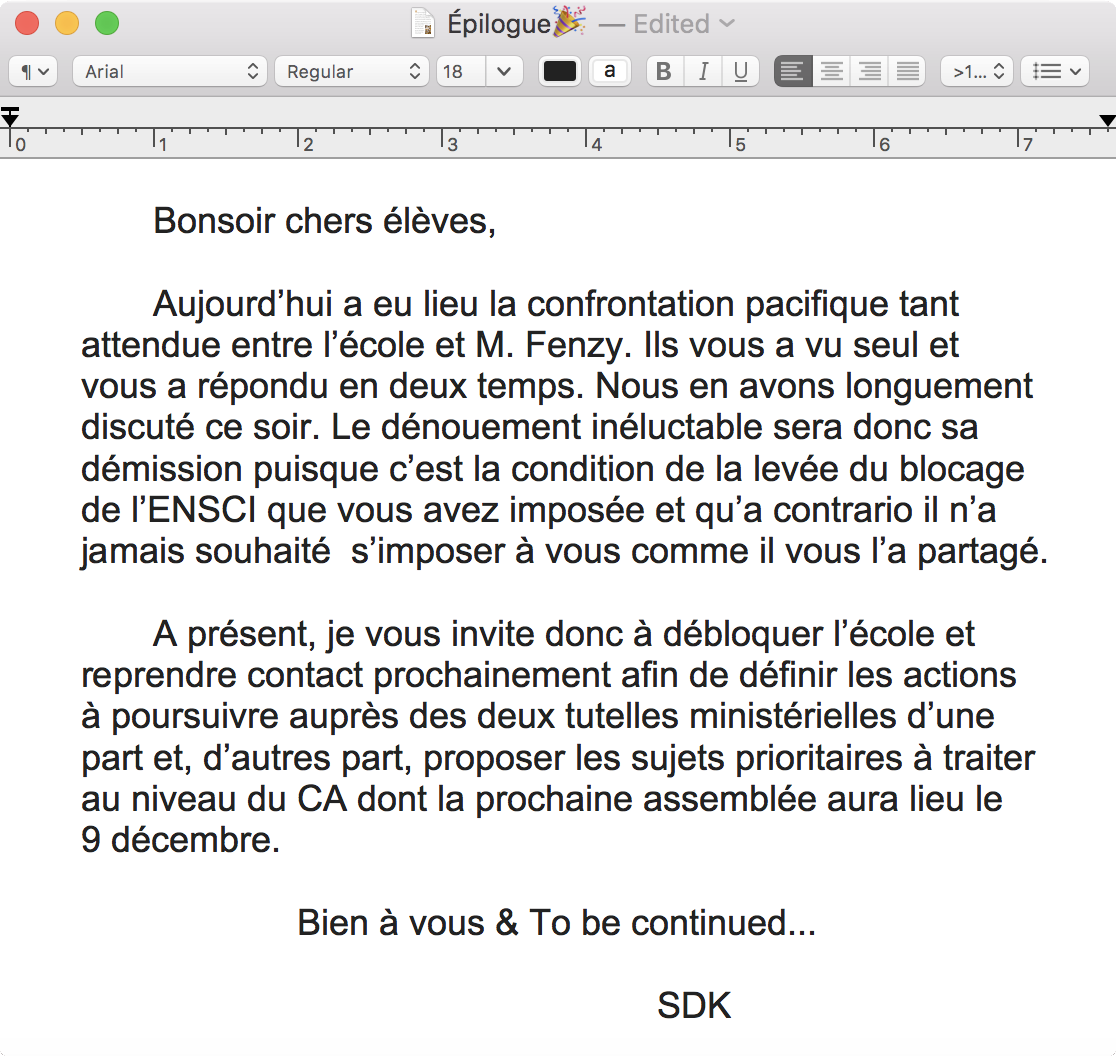 Épilogue🎉 — Edited
¶ Arial Regular 18 a B I U >1...
0 1 2 3 4 5 6 7
Bonsoir chers élèves,
Aujourd’hui a eu lieu la confrontation pacifique tant
attendue entre l’école et M. Fenzy. Ils vous a vu seul et
vous a répondu en deux temps. Nous en avons longuement
discuté ce soir. Le dénouement inéluctable sera donc sa
démission puisque c’est la condition de la levée du blocage
de l’ENSCI que vous avez imposée et qu’a contrario il n’a
jamais souhaité  s’imposer à vous comme il vous l’a partagé.
A présent, je vous invite donc à débloquer l’école et
reprendre contact prochainement afin de définir les actions
à poursuivre auprès des deux tutelles ministérielles d’une
part et, d’autres part, proposer les sujets prioritaires à traiter
au niveau du CA dont la prochaine assemblée aura lieu le
9 décembre.
Bien à vous & To be continued...
SDK